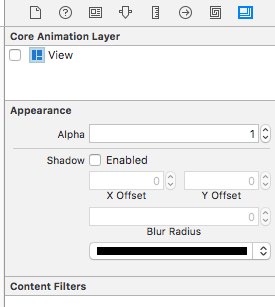 Core Animation Layer
View
Appearance
Alpha 1
Shadow Enabled
0 0
X Offset Y Offset
0
Blur Radius
Content Filters